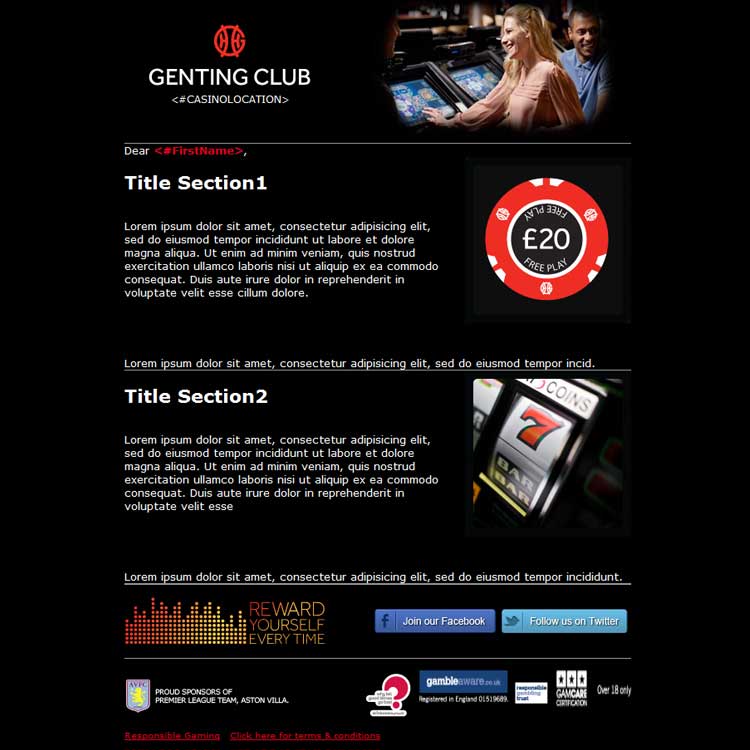 GENTING CLUB
<#CASINOLOCATION>
Dear <#FirstName>,
Title Section1
Lorem ipsum dolor sit amet, consectetur adipisicing elit,
sed do eiusmod tempor incididunt ut labore et dolore
magna aliqua. Ut enim ad minim veniam, quis nostrud
exercitation ullamco laboris nisi ut aliquip ex ea commodo
consequat. Duis aute irure dolor in reprehenderit in
voluptate velit esse cillum dolore.
FREE PLAY
£20
FREE PLAY
Lorem ipsum dolor sit amet, consectetur adipisicing elit, sed do eiusmod tempor incid.
Title Section2
Lorem ipsum dolor sit amet, consectetur adipisicing elit,
sed do eiusmod tempor incididunt ut labore et dolore
magna aliqua. Ut enim ad minim veniam, quis nostrud
exercitation ullamco laboris nisi ut aliquip ex ea commodo
consequat. Duis aute irure dolor in reprehenderit in
voluptate velit esse
COINS
7
BAR
BAR
Lorem ipsum dolor sit amet, consectetur adipisicing elit, sed do eiusmod tempor incididunt.
REWARD
YOURSELF
EVERY TIME
Join our Facebook
Follow us on Twitter
AVFC
PROUD SPONSORS OF
PREMIER LEAGUE TEAM, ASTON VILLA.
gambleaware.co.uk
Registered in England 01519689.
responsible
gambling
trust
GAMCARE
CERTIFICATION
Over 18 only
Responsible Gaming Click here for terms & conditions